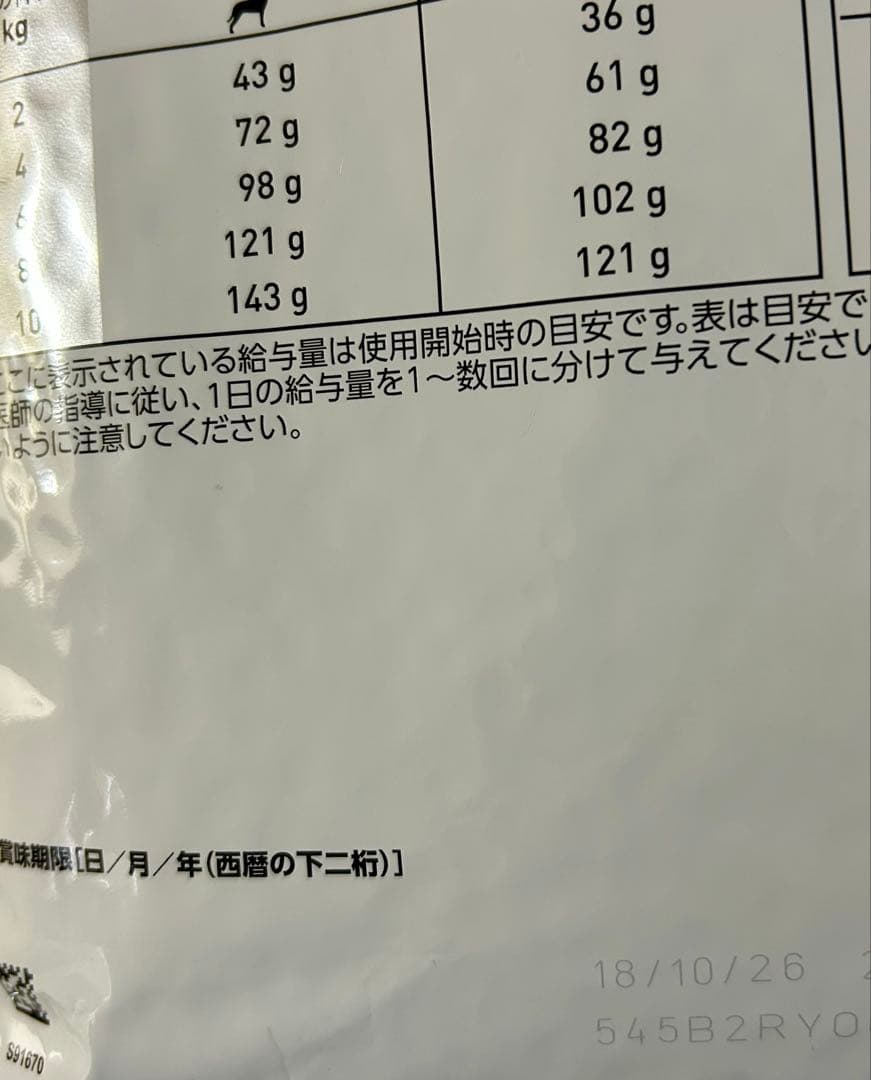 kg
2 43 g 36 g
4 72 g 61 g
6 98 g 82 g
8 121 g 102 g
10 143 g 121 g
ここに表示されている給与量は使用開始時の目安です。表は目安で
医師の指導に従い、1日の給与量を1～数回に分けて与えてくださ
いように注意してください。
賞味期限[日/月/年(西暦の下二桁)]
18/10/26
545B2RYO
S91670